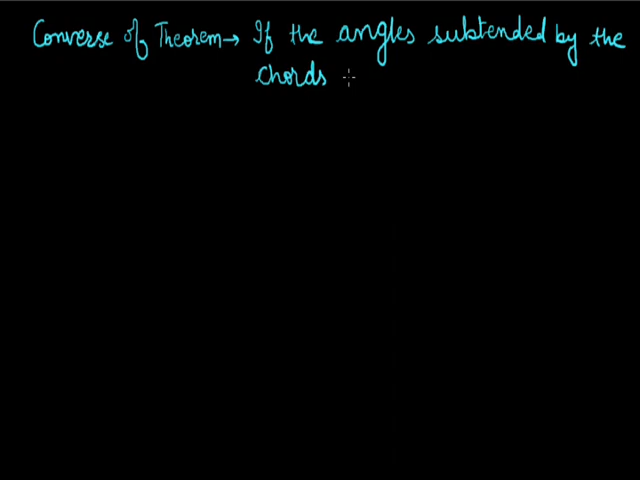 Converse of Theorem→ If the angles subtended by the
chords